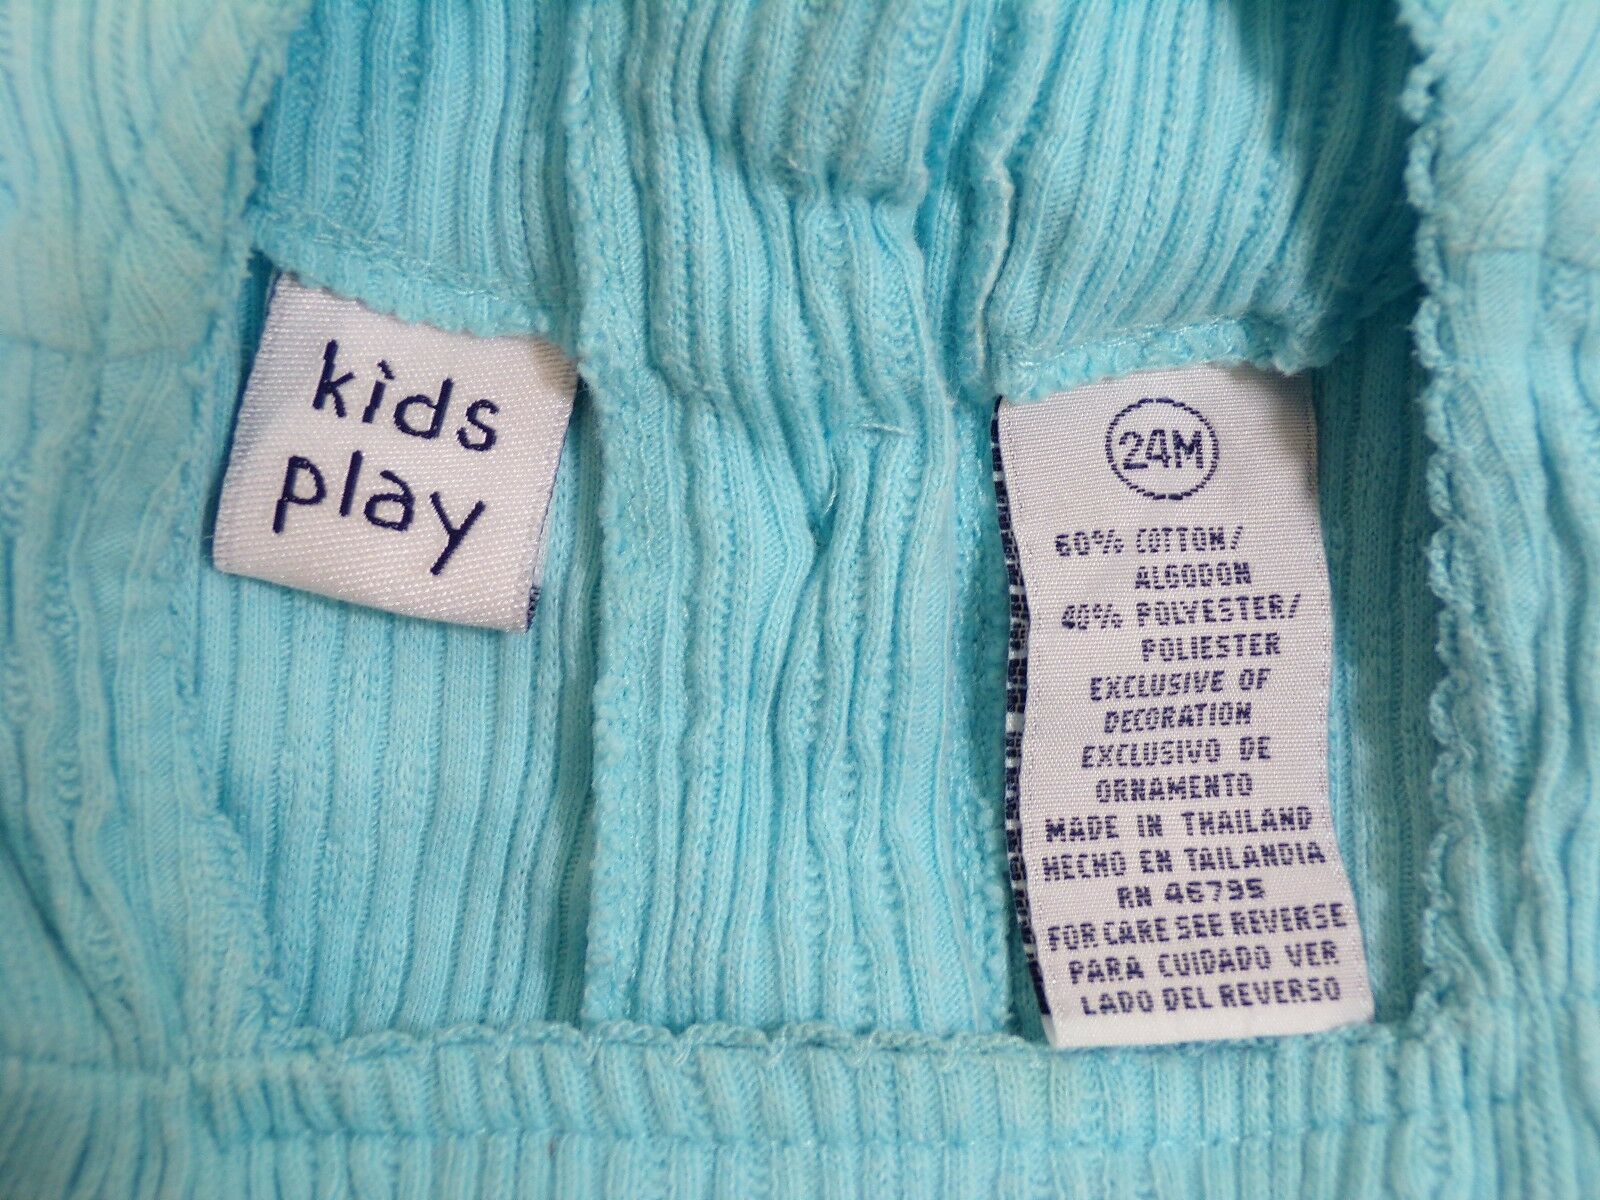 kids
play
24M
60% COTTON/
ALGODON
40% POLYESTER/
POLIESTER
EXCLUSIVE OF
DECORATION
EXCLUSIVO DE
ORNAMENTO
MADE IN THAILAND
HECHO EN TAILANDIA
RN 46795
FOR CARE SEE REVERSE
PARA CUIDADO VER
LADO DEL REVERSO